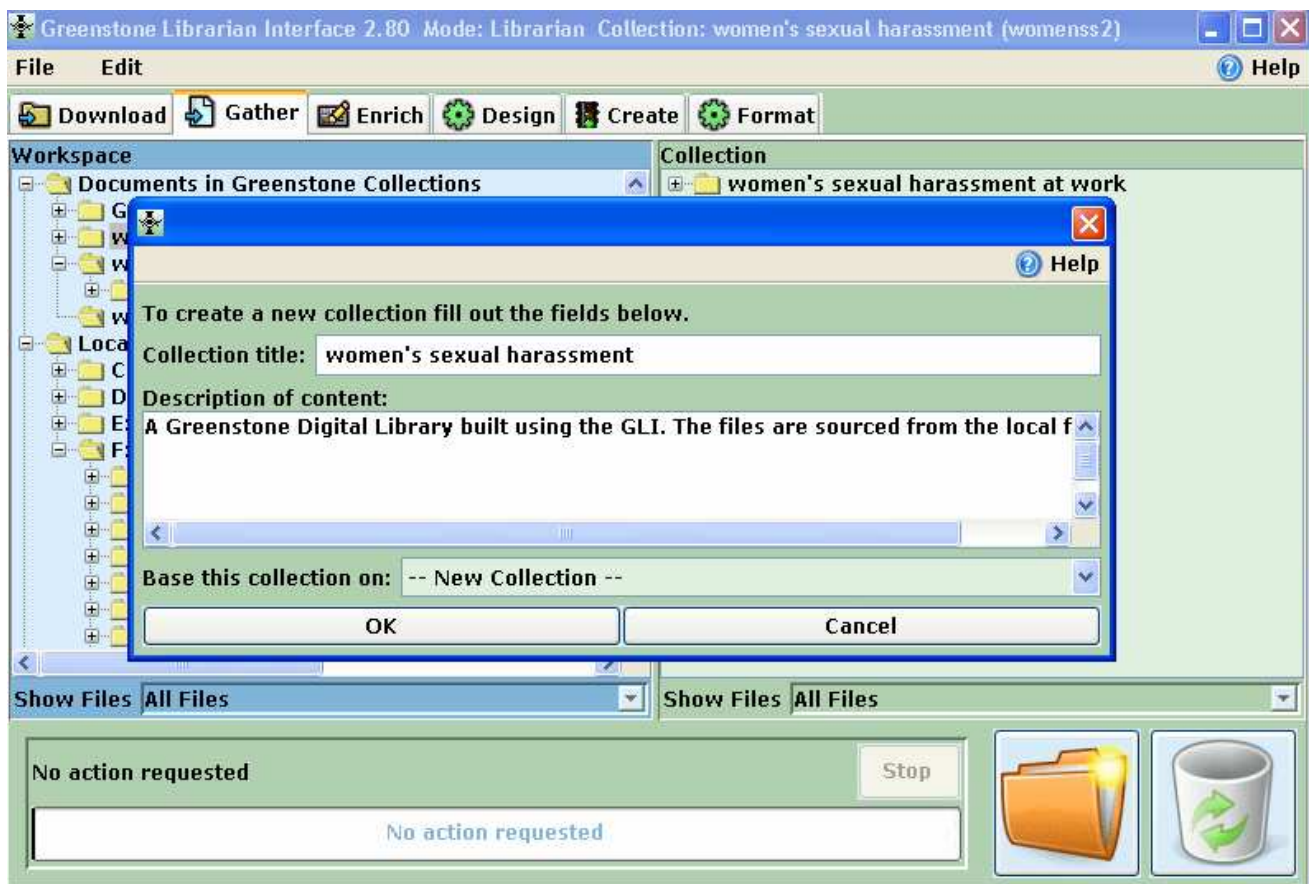 Greenstone Librarian Interface 2.80 Mode: Librarian Collection: women's sexual harassment (womenss2)
File Edit Help
Download Gather Enrich Design Create Format
Workspace Collection
Documents in Greenstone Collections women's sexual harassment at work
G
w
w
Help
w
To create a new collection fill out the fields below.
Loca
Collection title: women's sexual harassment
C
D
Description of content:
E:
A Greenstone Digital Library built using the GLI. The files are sourced from the local f
F:
Base this collection on: -- New Collection --
OK Cancel
Show Files All Files Show Files All Files
No action requested Stop
No action requested